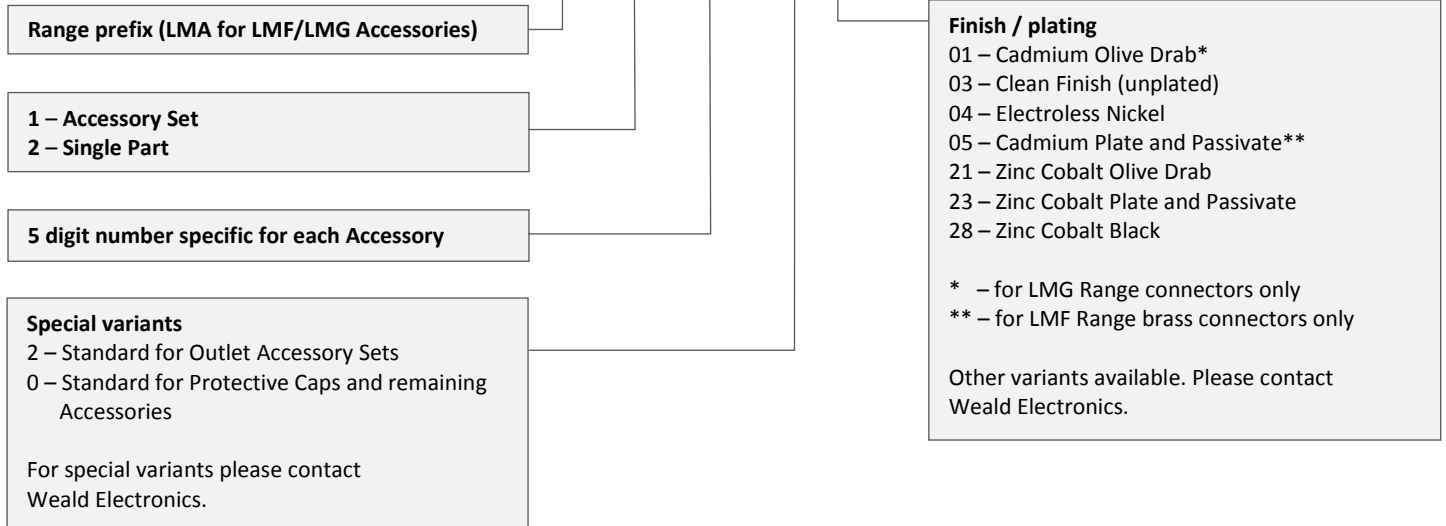 Range prefix (LMA for LMF/LMG Accessories)
1 – Accessory Set
2 – Single Part
5 digit number specific for each Accessory
Special variants
2 – Standard for Outlet Accessory Sets
0 – Standard for Protective Caps and remaining
Accessories
For special variants please contact
Weald Electronics.
Finish / plating
01 – Cadmium Olive Drab*
03 – Clean Finish (unplated)
04 – Electroless Nickel
05 – Cadmium Plate and Passivate**
21 – Zinc Cobalt Olive Drab
23 – Zinc Cobalt Plate and Passivate
28 – Zinc Cobalt Black
* – for LMG Range connectors only
** – for LMF Range brass connectors only
Other variants available. Please contact
Weald Electronics.